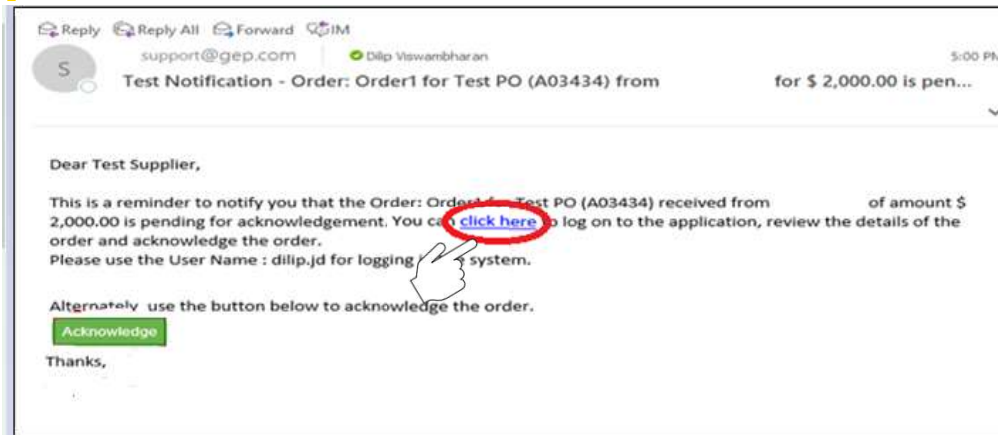 Reply Reply All Forward IM
S
support@gep.com Dilip Viswambharan 5:00 PM
Test Notification - Order: Order1 for Test PO (A03434) from for $ 2,000.00 is pen...
Dear Test Supplier,
This is a reminder to notify you that the Order: Order1 for Test PO (A03434) received from of amount $
2,000.00 is pending for acknowledgement. You can click here to log on to the application, review the details of the
order and acknowledge the order.
Please use the User Name : dilip.jd for logging system.
Alternately use the button below to acknowledge the order.
Acknowledge
Thanks,